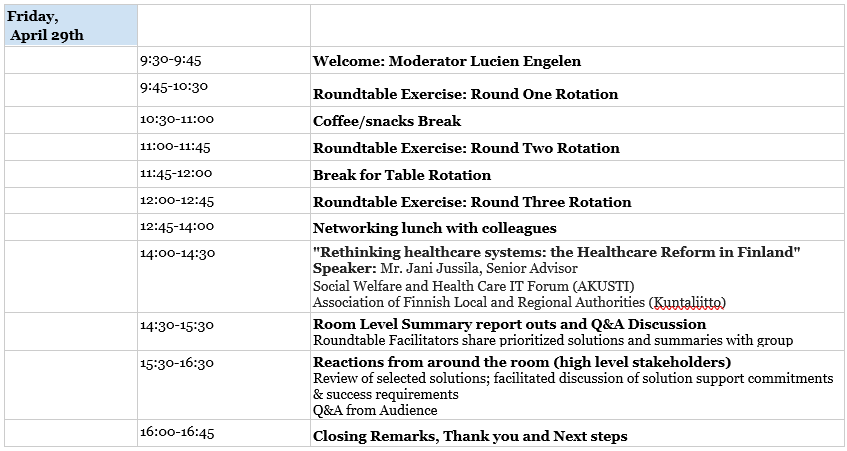 Friday,
April 29th
9:30-9:45
Welcome: Moderator Lucien Engelen
9:45-10:30
Roundtable Exercise: Round One Rotation
10:30-11:00
Coffee/snacks Break
11:00-11:45
Roundtable Exercise: Round Two Rotation
11:45-12:00
Break for Table Rotation
12:00-12:45
Roundtable Exercise: Round Three Rotation
12:45-14:00
Networking lunch with colleagues
14:00-14:30
"Rethinking healthcare systems: the Healthcare Reform in Finland"
Speaker: Mr. Jani Jussila, Senior Advisor
Social Welfare and Health Care IT Forum (AKUSTI)
Association of Finnish Local and Regional Authorities (Kuntaliitto)
14:30-15:30
Room Level Summary report outs and Q&A Discussion
Roundtable Facilitators share prioritized solutions and summaries with group
15:30-16:30
Reactions from around the room (high level stakeholders)
Review of selected solutions; facilitated discussion of solution support commitments
& success requirements
Q&A from Audience
16:00-16:45
Closing Remarks, Thank you and Next steps